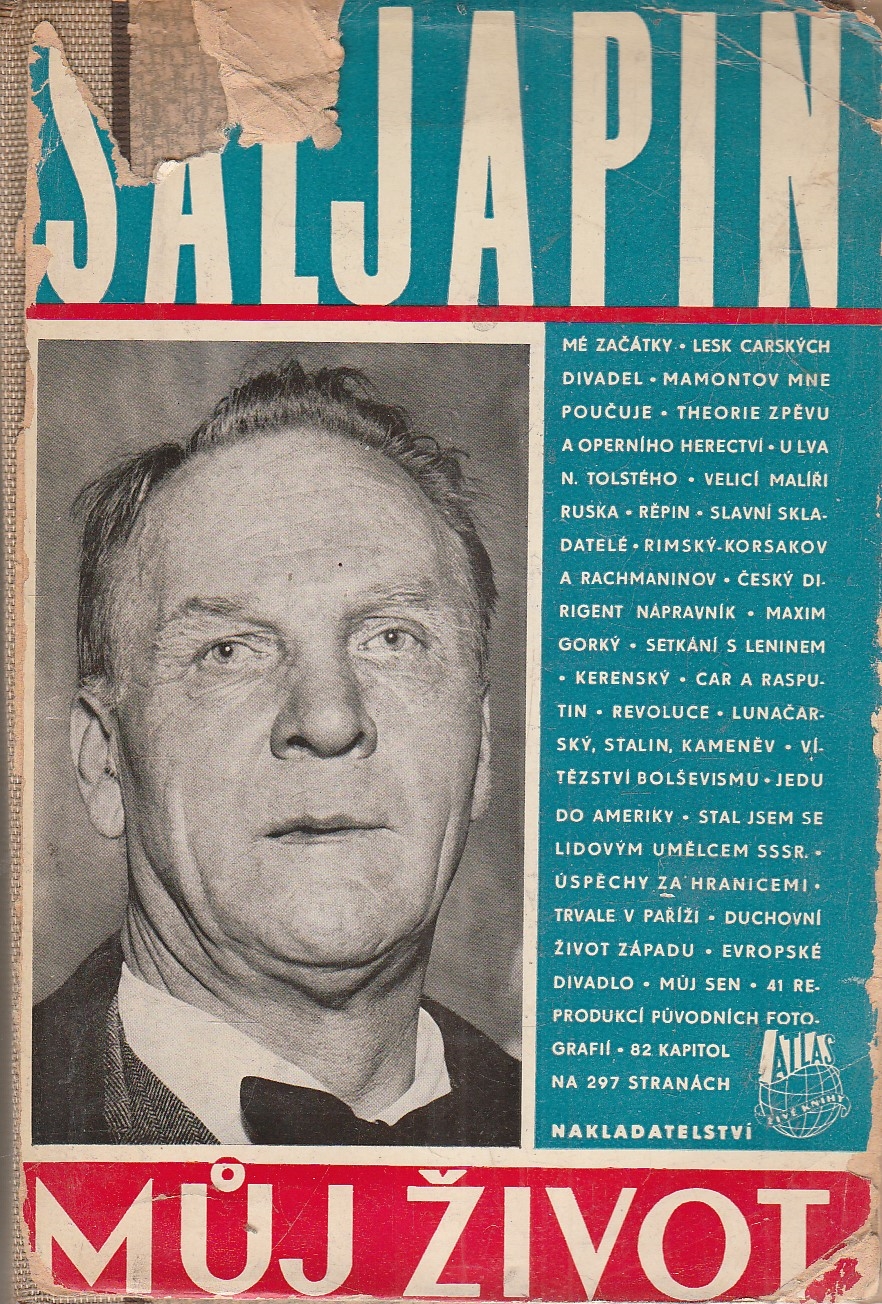 ŠALJAPIN
MÉ ZAČÁTKY • LESK CARSKÝCH
DIVADEL • MAMONTOV MNE
POUČUJE • THEORIE ZPĚVU
A OPERNÍHO HERECTVÍ • U LVA
N. TOLSTÉHO • VELICÍ MALÍŘI
RUSKA • RĚPIN • SLAVNÍ SKLA-
DATELÉ • RIMSKÝ-KORSAKOV
A RACHMANINOV • ČESKÝ DI-
RIGENT NÁPRAVNÍK • MAXIM
GORKÝ • SETKÁNÍ S LENINEM
• KERENSKÝ • CAR A RASPU-
TIN • REVOLUCE • LUNAČAR-
SKÝ, STALIN, KAMENĚV • VÍ-
TĚZSTVÍ BOLŠEVISMU • JEDU
DO AMERIKY • STAL JSEM SE
LIDOVÝM UMĚLCEM SSSR. •
ÚSPĚCHY ZA HRANICEMI •
TRVALE V PAŘÍŽI • DUCHOVNÍ
ŽIVOT ZÁPADU • EVROPSKÉ
DIVADLO • MŮJ SEN • 41 RE-
PRODUKCÍ PŮVODNÍCH FOTO-
GRAFIÍ • 82 KAPITOL
NA 297 STRANÁCH
NAKLADATELSTVÍ
ATLAS
ŽIVÉ KNIHY
MŮJ ŽIVOT